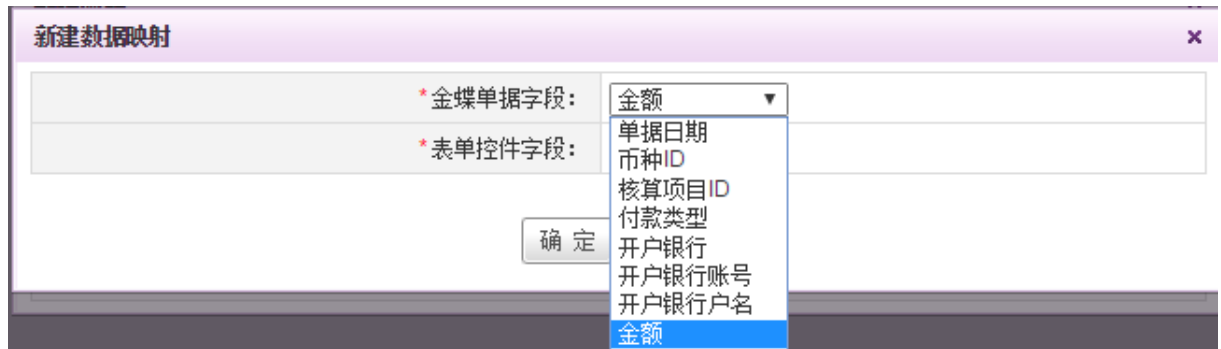 新建数据映射 ×
*金蝶单据字段: 金额 ▼
单据日期
*表单控件字段:
币种ID
核算项目ID
付款类型
确 定
开户银行
开户银行账号
开户银行户名
金额